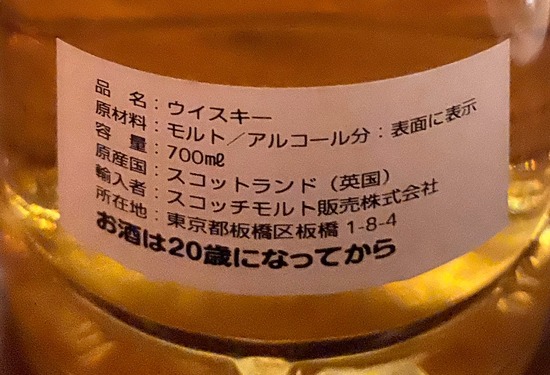 品　名：ウイスキー
原材料：モルト／アルコール分：表面に表示
容　量：700㎖
原産国：スコットランド（英国）
輸入者：スコッチモルト販売株式会社
所在地：東京都板橋区板橋 1-8-4
お酒は20歳になってから